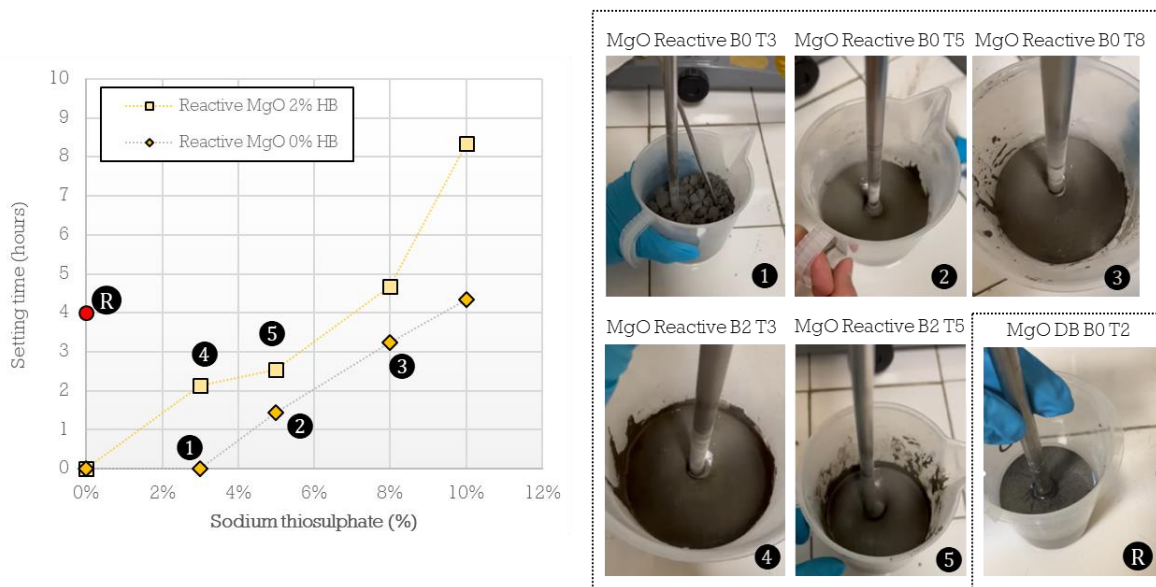 10
9
8
7
6
5
4
3
2
1
0
Setting time (hours)
Reactive MgO 2% HB
Reactive MgO 0% HB
R
4
5
1
2
3
0%
2%
4%
6%
8%
10%
12%
Sodium thiosulphate (%)
MgO Reactive B0 T3
MgO Reactive B0 T5
MgO Reactive B0 T8
1
2
3
MgO Reactive B2 T3
MgO Reactive B2 T5
MgO DB B0 T2
4
5
R